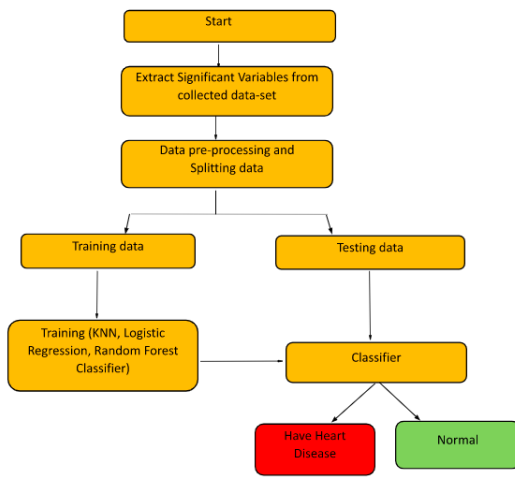 Start
Extract Significant Variables from
collected data-set
Data pre-processing and
Splitting data
Training data
Testing data
Training (KNN, Logistic
Regression, Random Forest
Classifier)
Classifier
Have Heart
Disease
Normal